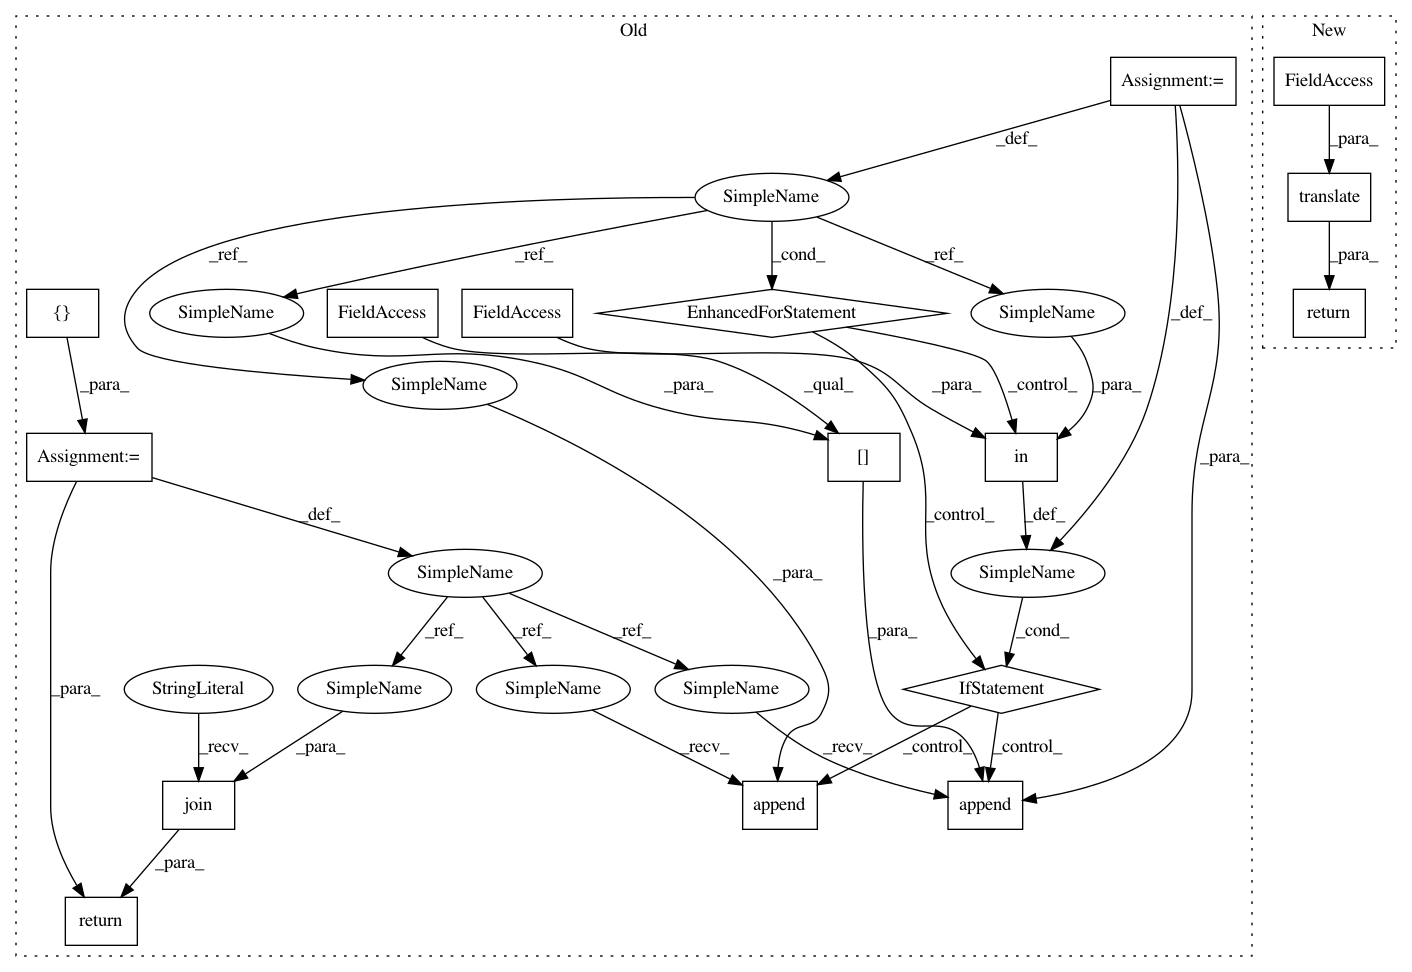 Old
New
Assignment:=
FieldAccess
_def_
_para_
SimpleName
translate
_ref_
_ref_
_cond_
_ref_
_para_
{}
SimpleName
FieldAccess
FieldAccess
EnhancedForStatement
SimpleName
_def_
return
_para_
SimpleName
_para_
_qual_
_para_
_control_
_para_
Assignment:=
[]
in
_para_
_def_
_control_
_def_
SimpleName
_para_
SimpleName
_ref_
_ref_
_ref_
_para_
_cond_
_para_
StringLiteral
SimpleName
SimpleName
SimpleName
IfStatement
_recv_
_para_
_recv_
_recv_
_control_
_control_
join
append
append
_para_
return